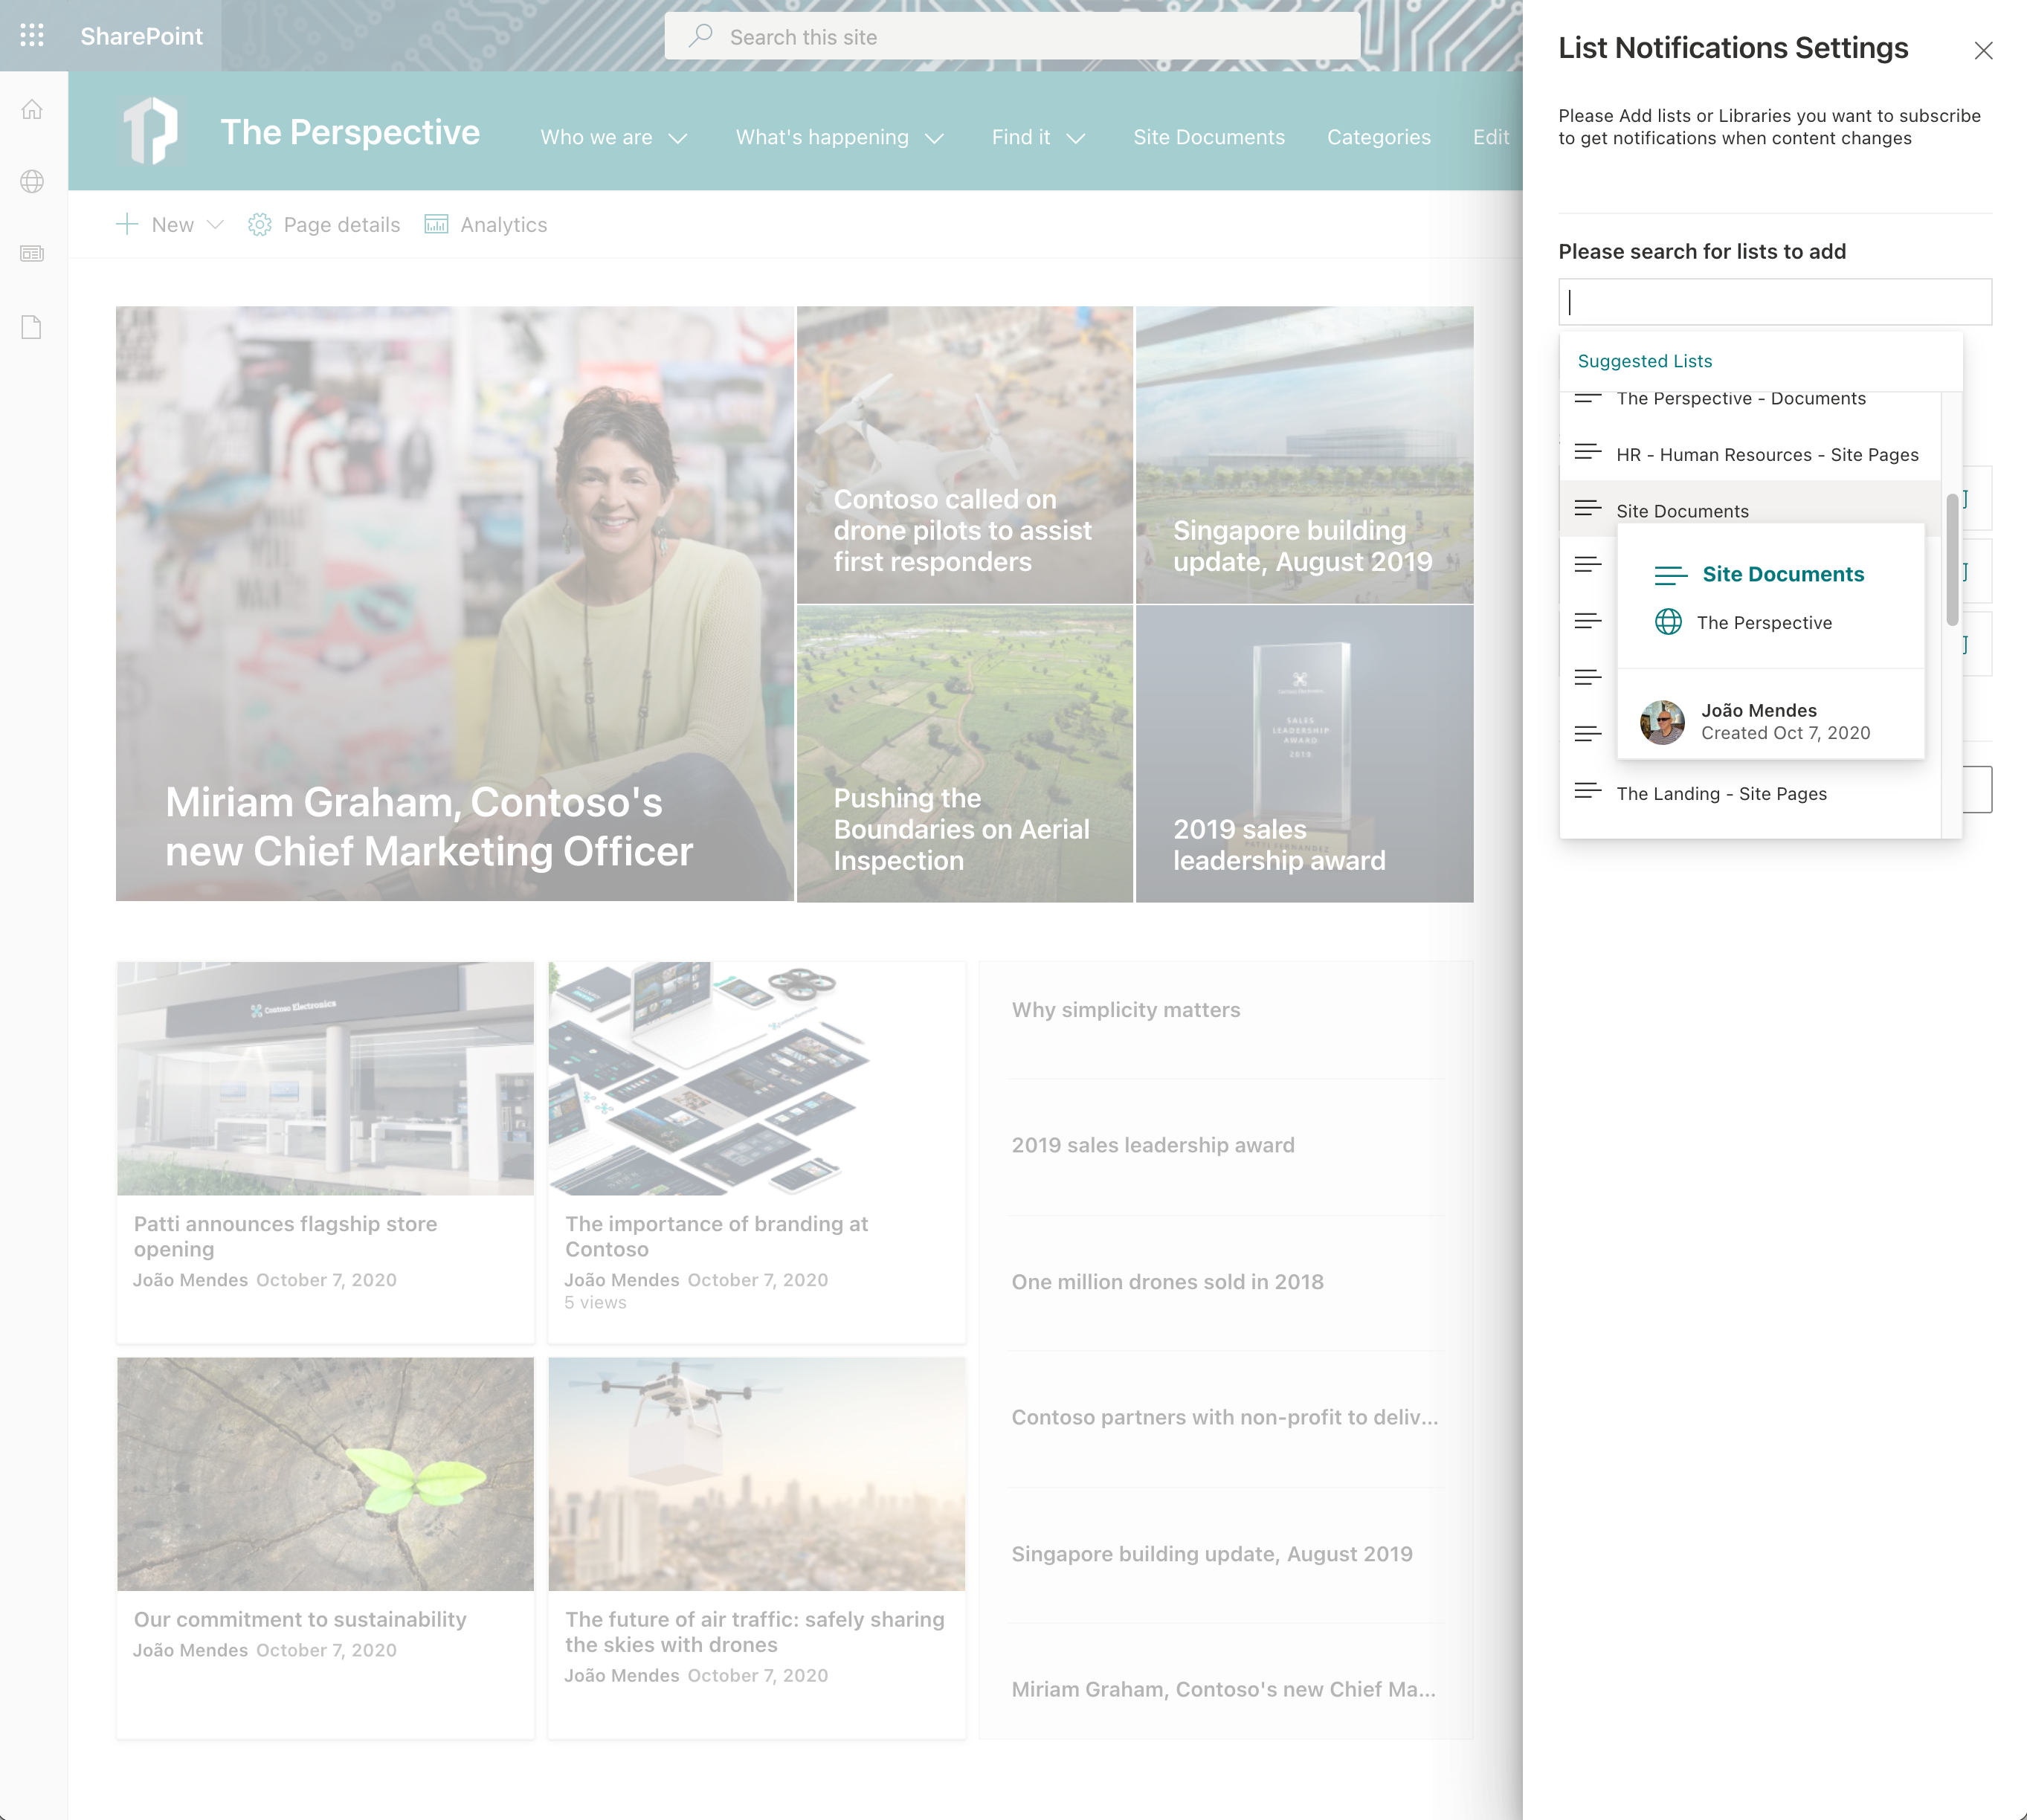 SharePoint
Search this site
The Perspective
Who we are
What's happening
Find it
Site Documents
Categories
Edit
New
Page details
Analytics
Miriam Graham, Contoso's
new Chief Marketing Officer
Contoso called on
drone pilots to assist
first responders
Singapore building
update, August 2019
Pushing the
Boundaries on Aerial
Inspection
SALES
LEADERSHIP
AWARD
2019
PATTI FERNANDEZ
2019 sales
leadership award
Contoso Electronics
Patti announces flagship store
opening
João Mendes October 7, 2020
The importance of branding at
Contoso
João Mendes October 7, 2020
5 views
Our commitment to sustainability
João Mendes October 7, 2020
The future of air traffic: safely sharing
the skies with drones
João Mendes October 7, 2020
Why simplicity matters
2019 sales leadership award
One million drones sold in 2018
Contoso partners with non-profit to deliv...
Singapore building update, August 2019
Miriam Graham, Contoso's new Chief Ma...
List Notifications Settings
Please Add lists or Libraries you want to subscribe
to get notifications when content changes
Please search for lists to add
Suggested Lists
The Perspective - Documents
HR - Human Resources - Site Pages
Site Documents
Site Documents
The Perspective
João Mendes
Created Oct 7, 2020
The Landing - Site Pages